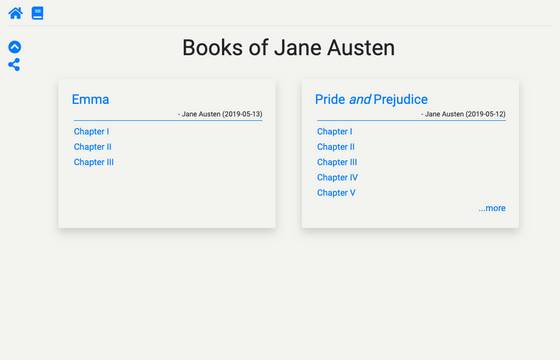 Books of Jane Austen
Emma
- Jane Austen (2019-05-13)
Chapter I
Chapter II
Chapter III
Pride and Prejudice
- Jane Austen (2019-05-12)
Chapter I
Chapter II
Chapter III
Chapter IV
Chapter V
...more